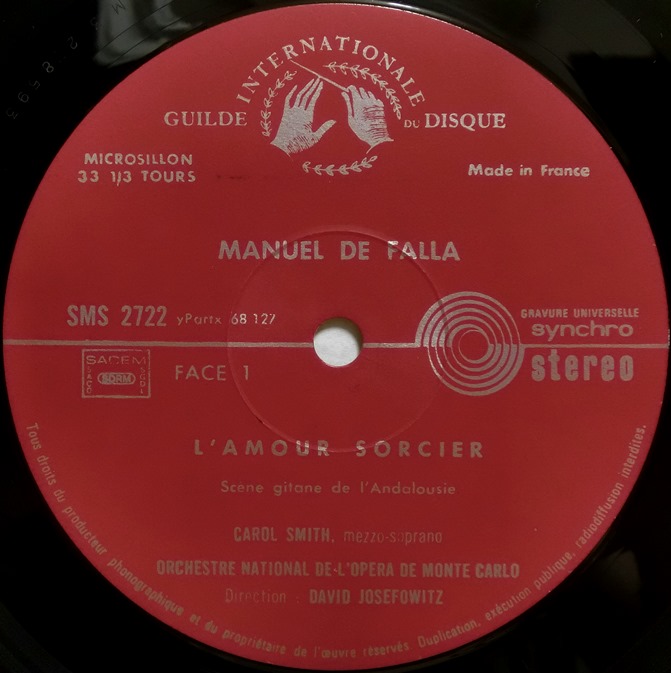 INTERNATIONALE
GUILDE DU DISQUE
MICROSILLON
33 1/3 TOURS
Made in France
MANUEL DE FALLA
SMS 2722 yPartx 68 127
GRAVURE UNIVERSELLE
synchro
stereo
SACEM
SACD SDRM SGDL
FACE 1
L'AMOUR SORCIER
Scène gitane de l'Andalousie
CAROL SMITH, mezzo-soprano
ORCHESTRE NATIONAL DE-L'OPERA DE MONTE CARLO
Direction : DAVID JOSEFOWITZ
Tous droits du producteur phonographique et du propriétaire de l'œuvre réservés. Duplication, exécution publique, radiodiffusion interdites.